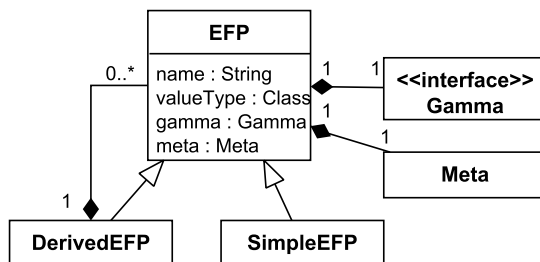 EFP
name : String
valueType : Class
gamma : Gamma
meta : Meta
0..*
1
1
1
<<interface>>
Gamma
1
1
Meta
1
DerivedEFP
SimpleEFP